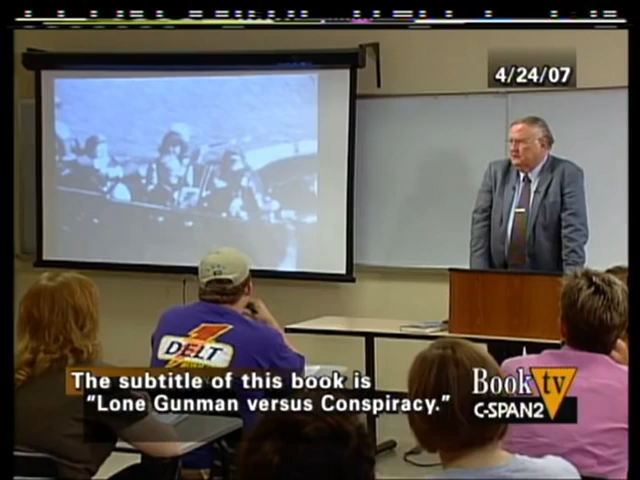 4/24/07
DELT
The subtitle of this book is
"Lone Gunman versus Conspiracy."
Book tv
C-SPAN2